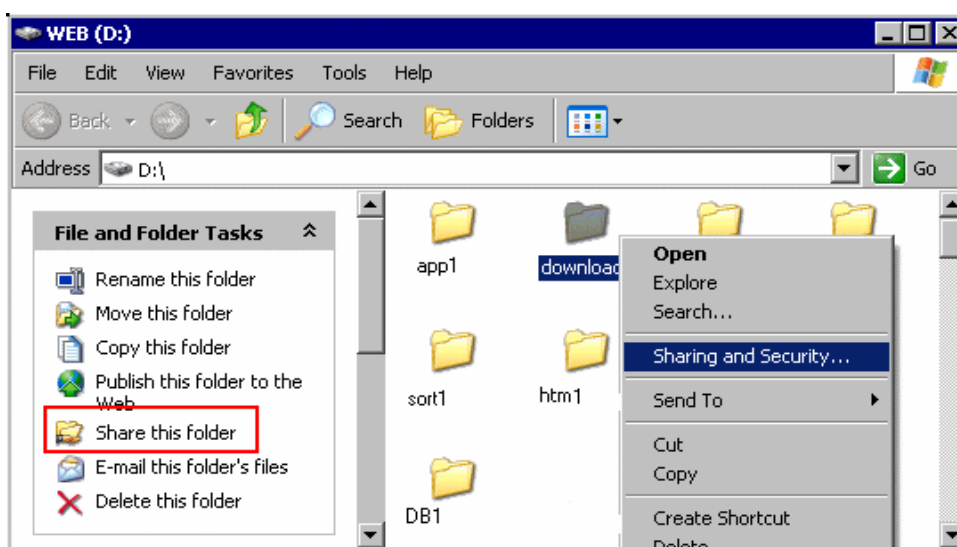 WEB (D:)
File Edit View Favorites Tools Help
Back Search Folders
Address D:\ Go
File and Folder Tasks
Rename this folder
Move this folder
Copy this folder
Publish this folder to the
Web
Share this folder
E-mail this folder's files
Delete this folder
app1
download
sort1
htm1
DB1
Open
Explore
Search...
Sharing and Security...
Send To
Cut
Copy
Create Shortcut
Delete